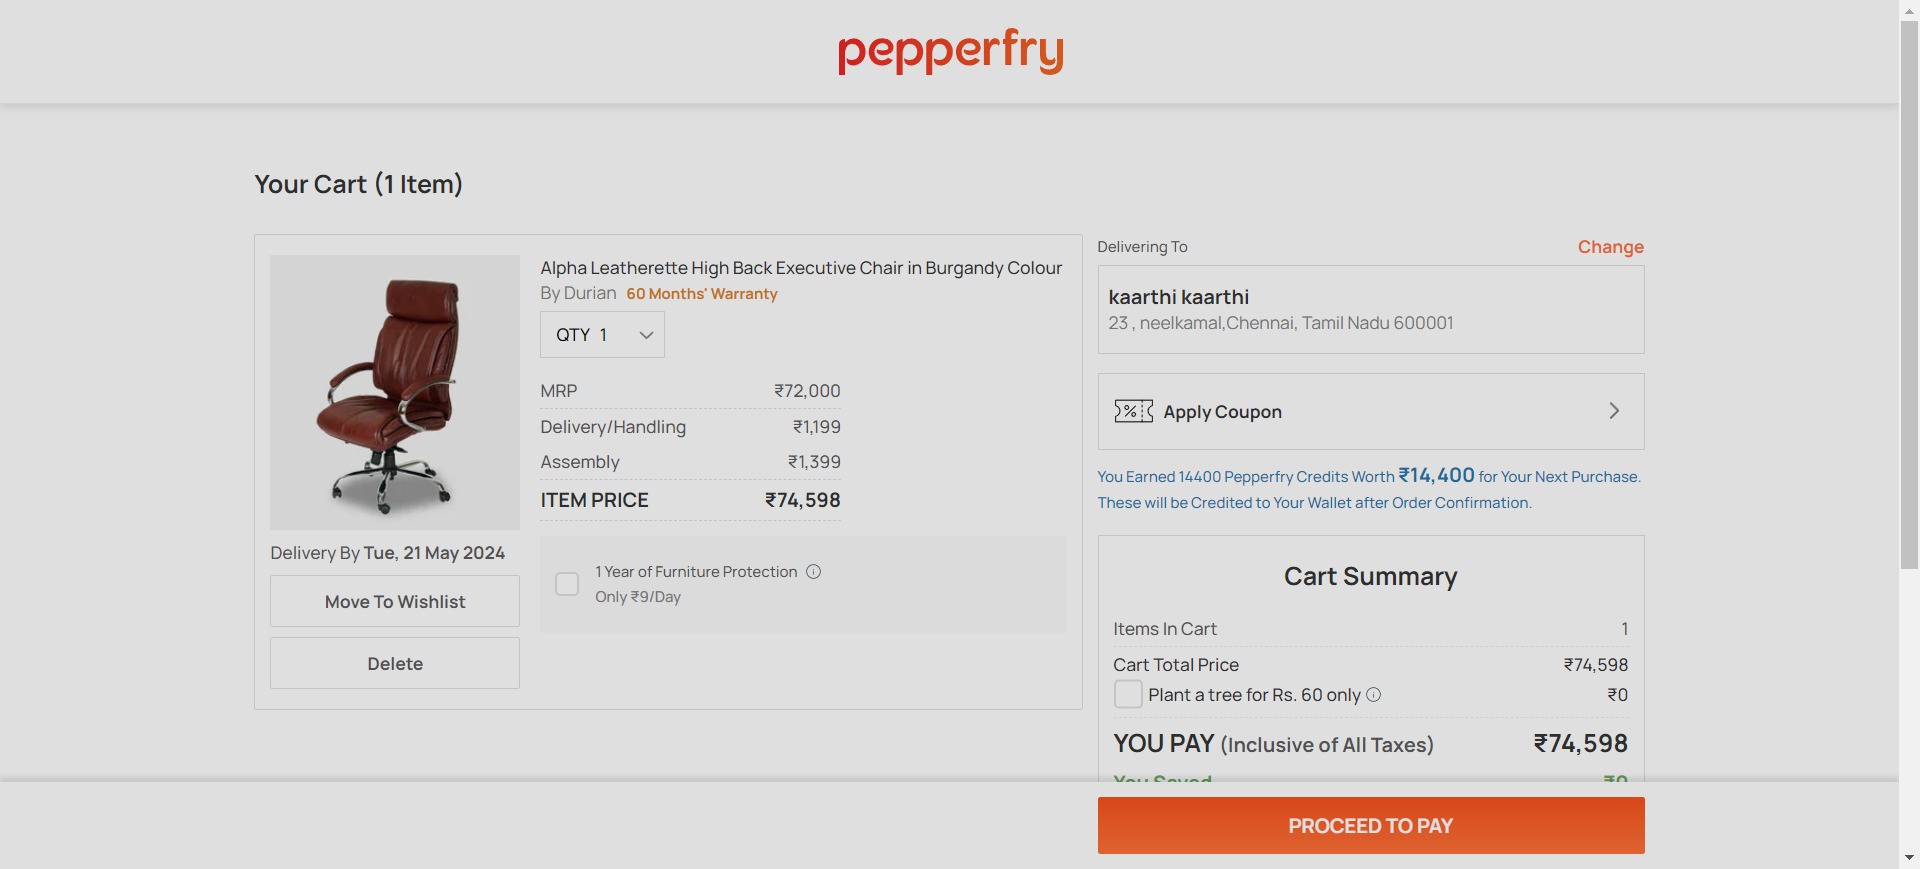 pepperfry
Your Cart (1 Item)
Alpha Leatherette High Back Executive Chair in Burgandy Colour
By Durian 60 Months' Warranty
QTY 1
MRP ₹72,000
Delivery/Handling ₹1,199
Assembly ₹1,399
ITEM PRICE ₹74,598
1 Year of Furniture Protection
Only ₹9/Day
Delivery By Tue, 21 May 2024
Move To Wishlist
Delete
Delivering To Change
kaarthi kaarthi
23 , neelkamal,Chennai, Tamil Nadu 600001
Apply Coupon
You Earned 14400 Pepperfry Credits Worth ₹14,400 for Your Next Purchase.
These will be Credited to Your Wallet after Order Confirmation.
Cart Summary
Items In Cart 1
Cart Total Price ₹74,598
Plant a tree for Rs. 60 only ₹0
YOU PAY (Inclusive of All Taxes) ₹74,598
You Saved ₹0
PROCEED TO PAY